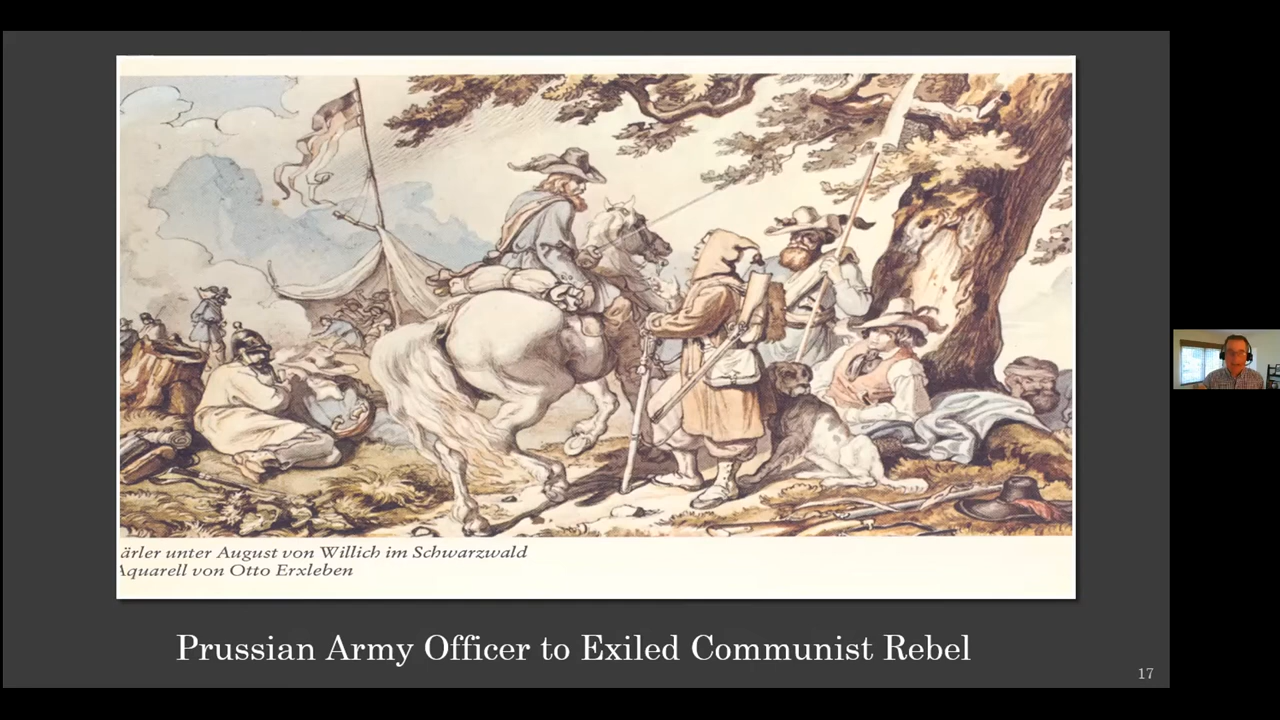 ärler unter August von Willich im Schwarzwald
Aquarell von Otto Erxleben
Prussian Army Officer to Exiled Communist Rebel
17